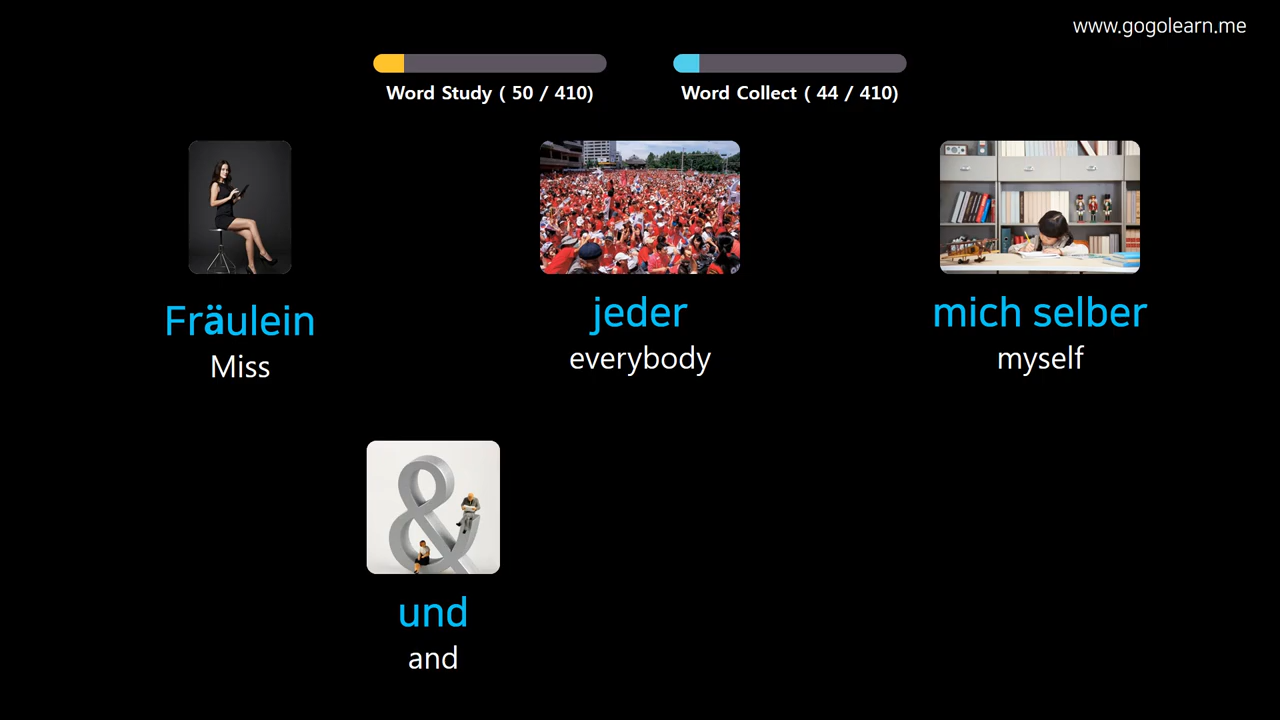 www.gogolearn.me
Word Study ( 50 / 410)
Word Collect ( 44 / 410)
Fräulein
Miss
jeder
everybody
mich selber
myself
&
und
and